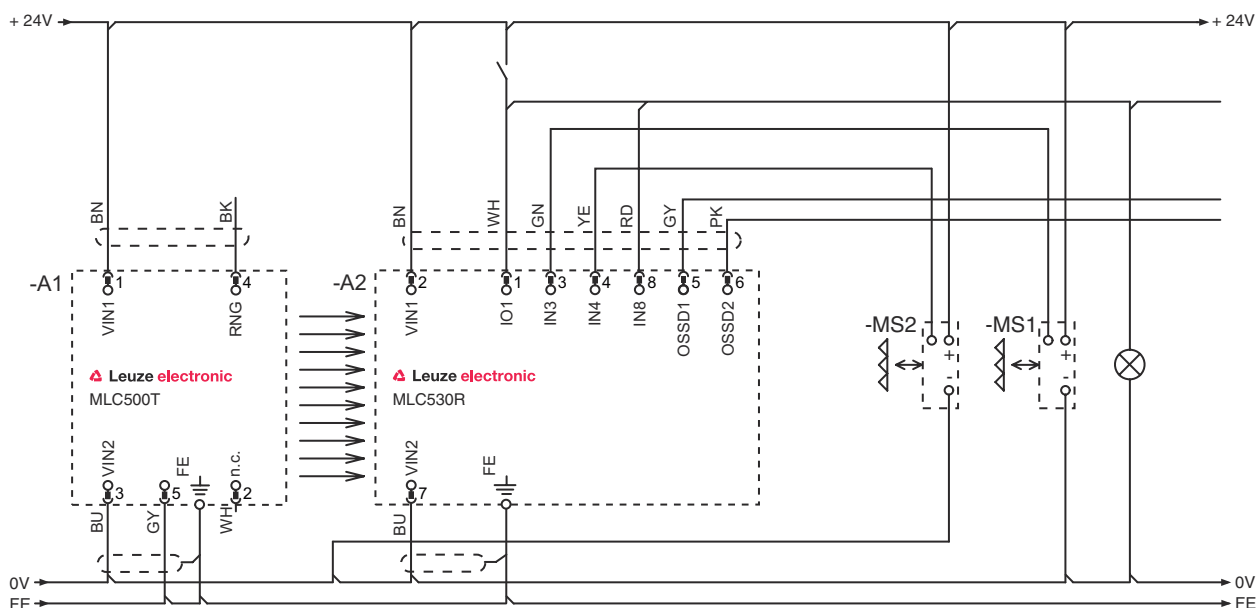 + 24V
+ 24V
BN
BK
BN
WH
GN
YE
RD
GY
PK
-A1
1
4
-A2
2
1
3
4
8
5
6
VIN1
RNG
VIN1
IO1
IN3
IN4
IN8
OSSD1
OSSD2
-MS2
-MS1
+
-
+
-
Leuze electronic
MLC500T
Leuze electronic
MLC530R
VIN2
FE
n.c.
VIN2
FE
3
5
2
7
BU
GY
WH
BU
0V
0V
FE
FE